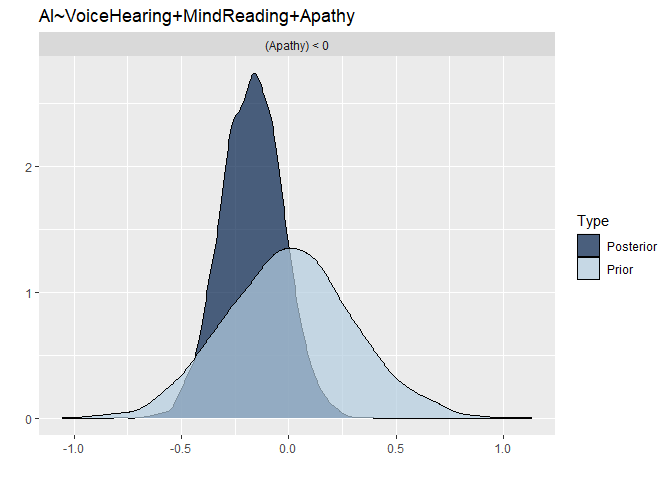 AI~VoiceHearing+MindReading+Apathy
(Apathy) < 0
2
1
0
-1.0 -0.5 0.0 0.5 1.0
Type
Posterior
Prior